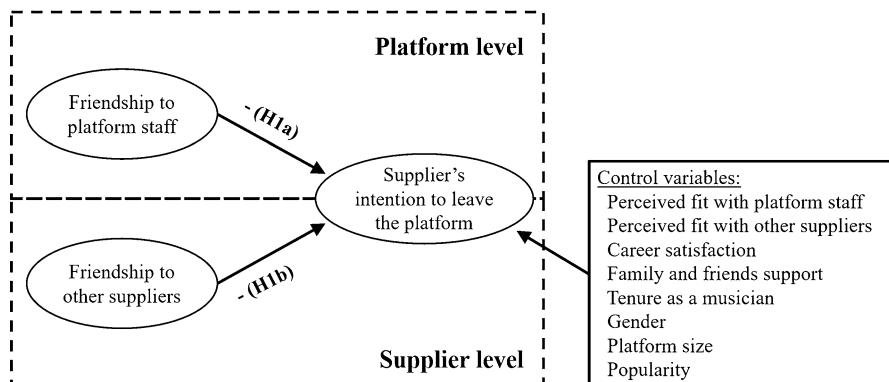 Platform level
Friendship to
platform staff
- (H1a)
Supplier's
intention to leave
the platform
Friendship to
other suppliers
- (H1b)
Supplier level
Control variables:
Perceived fit with platform staff
Perceived fit with other suppliers
Career satisfaction
Family and friends support
Tenure as a musician
Gender
Platform size
Popularity